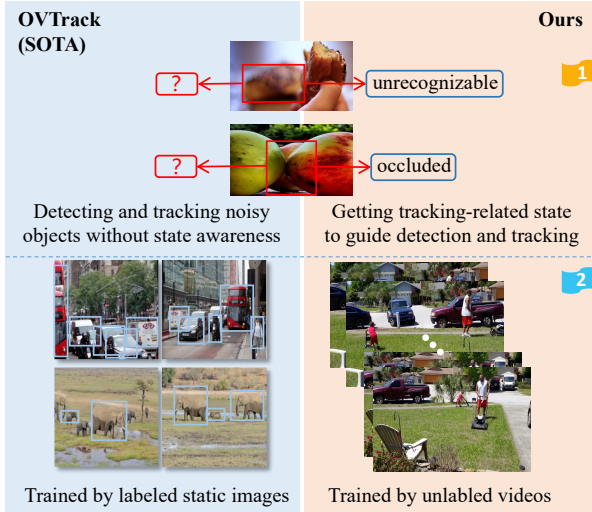 OVTrack
(SOTA)
Ours
1
? unrecognizable
? occluded
Detecting and tracking noisy
objects without state awareness
Getting tracking-related state
to guide detection and tracking
2
Trained by labeled static images
Trained by unlabled videos